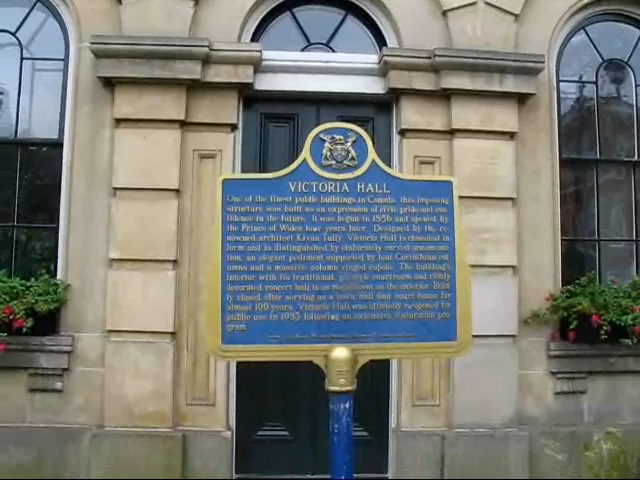 VICTORIA HALL
One of the finest public buildings in Canada, this imposing
structure was built as an expression of civic pride and con-
fidence in the future. It was begun in 1856 and opened by
the Prince of Wales four years later. Designed by the re-
nowned architect Kivas Tully, Victoria Hall is classical in
form and is distinguished by elaborately carved ornamenta-
tion, an elegant pediment supported by four Corinthian col-
umns and a massive column ringed cupola. The building's
interior with its traditional, courtroom and richly
decorated concert hall is as magnificent as the exterior. Brief-
ly closed after serving as a town hall and court house for
almost 100 years, Victoria Hall was officially re-opened for
public use in 1983 following an extensive restoration pro-
gram.